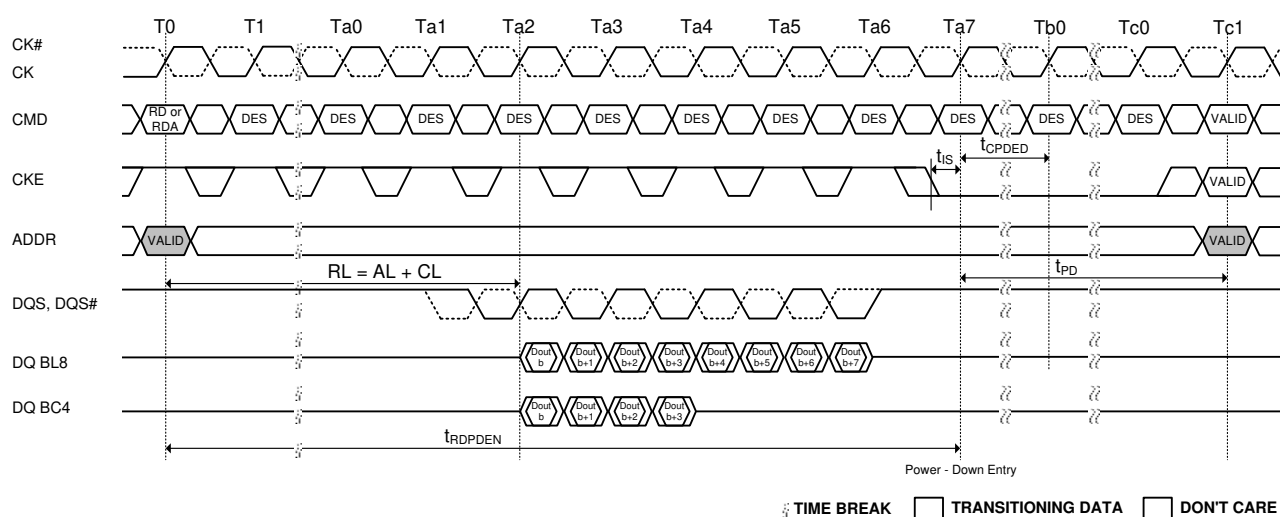 T0 T1 Ta0 Ta1 Ta2 Ta3 Ta4 Ta5 Ta6 Ta7 Tb0 Tc0 Tc1
CK#
CK
CMD RD or RDA DES DES DES DES DES DES DES DES DES DES DES VALID
tIS tCPDED
CKE VALID
ADDR VALID VALID
RL = AL + CL tPD
DQS, DQS#
DQ BL8 Dout b Dout b+1 Dout b+2 Dout b+3 Dout b+4 Dout b+5 Dout b+6 Dout b+7
DQ BC4 Dout b Dout b+1 Dout b+2 Dout b+3
tRDPDEN
Power - Down Entry
TIME BREAK TRANSITIONING DATA DON'T CARE